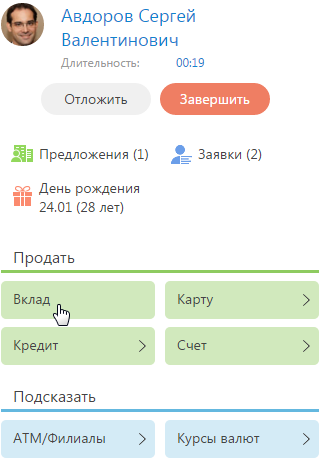 Авдоров Сергей
Валентинович
Длительность: 00:19
Отложить Завершить
Предложения (1) Заявки (2)
День рождения
24.01 (28 лет)
Продать
Вклад Карту
Кредит Счет
Подсказать
АТМ/Филиалы Курсы валют